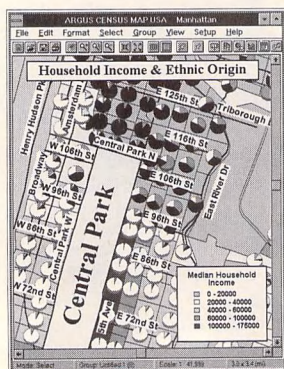 ARGUS CENSUS MAP USA Manhattan
File Edit Format Select Group View Setup Help
Household Income & Ethnic Origin
Henry Hudson
Amsterdam
E 125th St
Triborough
Broadway
W 106th St
Central Park N
E 116th St
E 106th St
W 96th St
E 96th St
East River Dr
W 86th St
Central Park W
E 86th St
Central Park
W 72nd St
5th Ave
E 72nd St
Median Household
Income
0 - 20000
20000 - 40000
40000 - 60000
60000 - 100000
100000 - 175000
Mode: Select